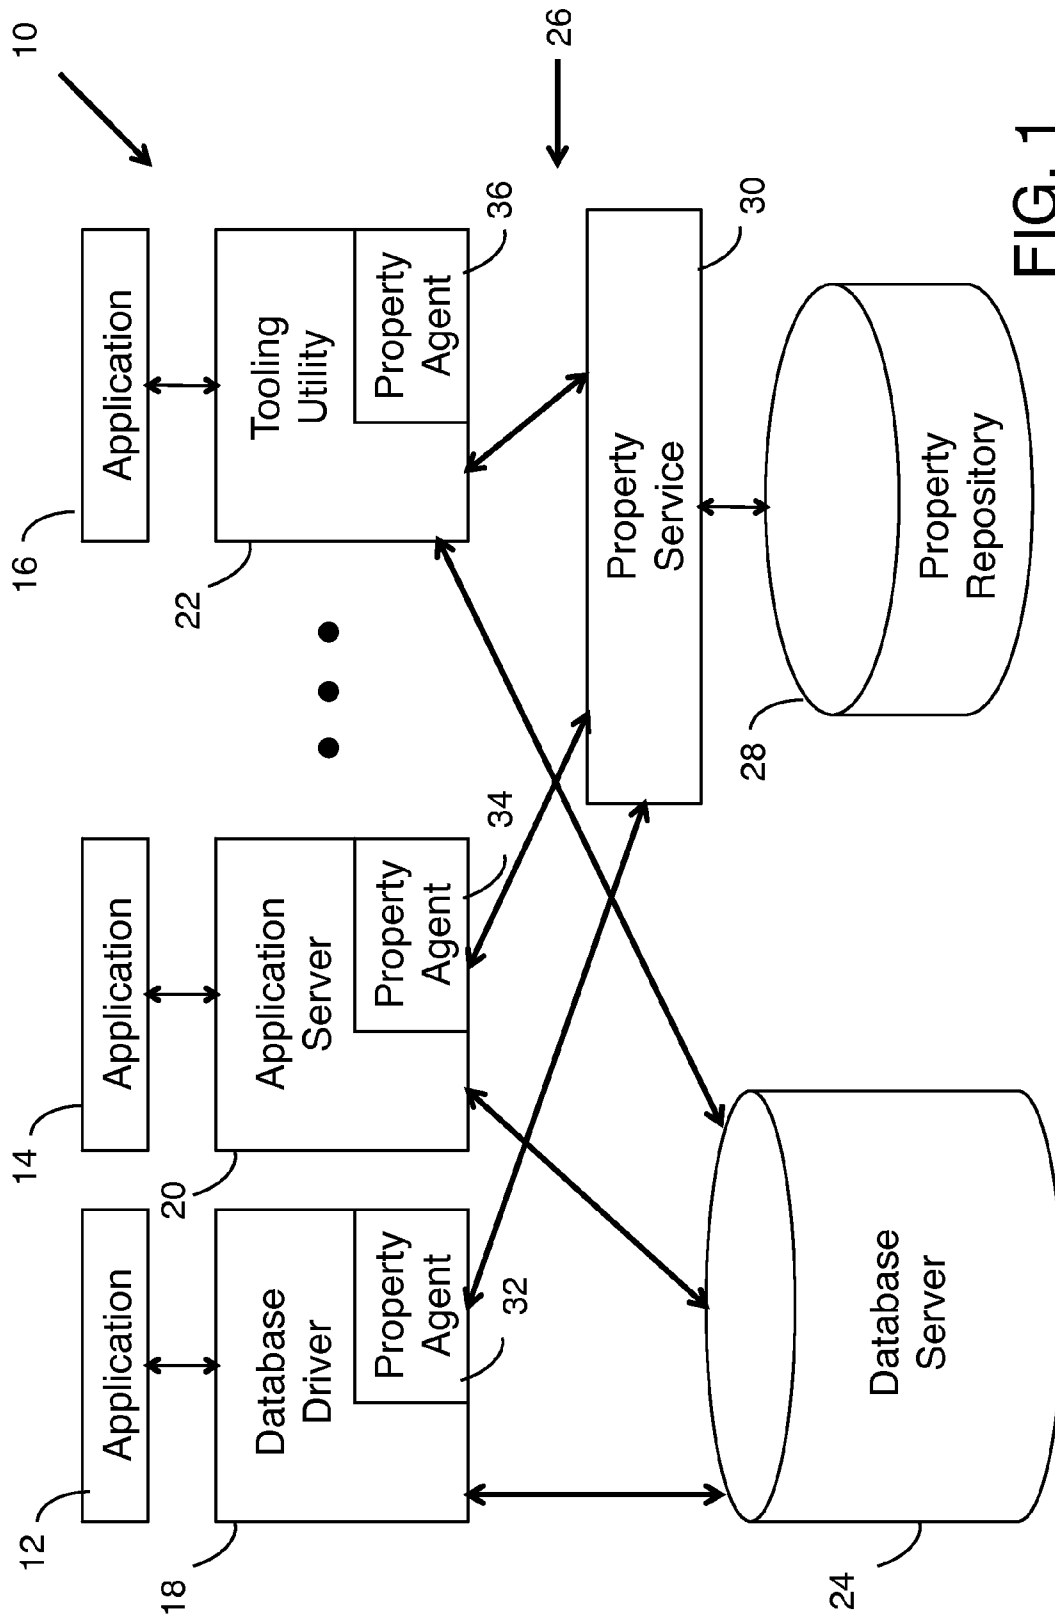 10
12
Application
14
Application
16
Application
18
Database
Driver
Property
Agent
32
20
Application
Server
Property
Agent
34
22
Tooling
Utility
Property
Agent
36
26
24
Database
Server
Property
Service
30
28
Property
Repository
FIG. 1